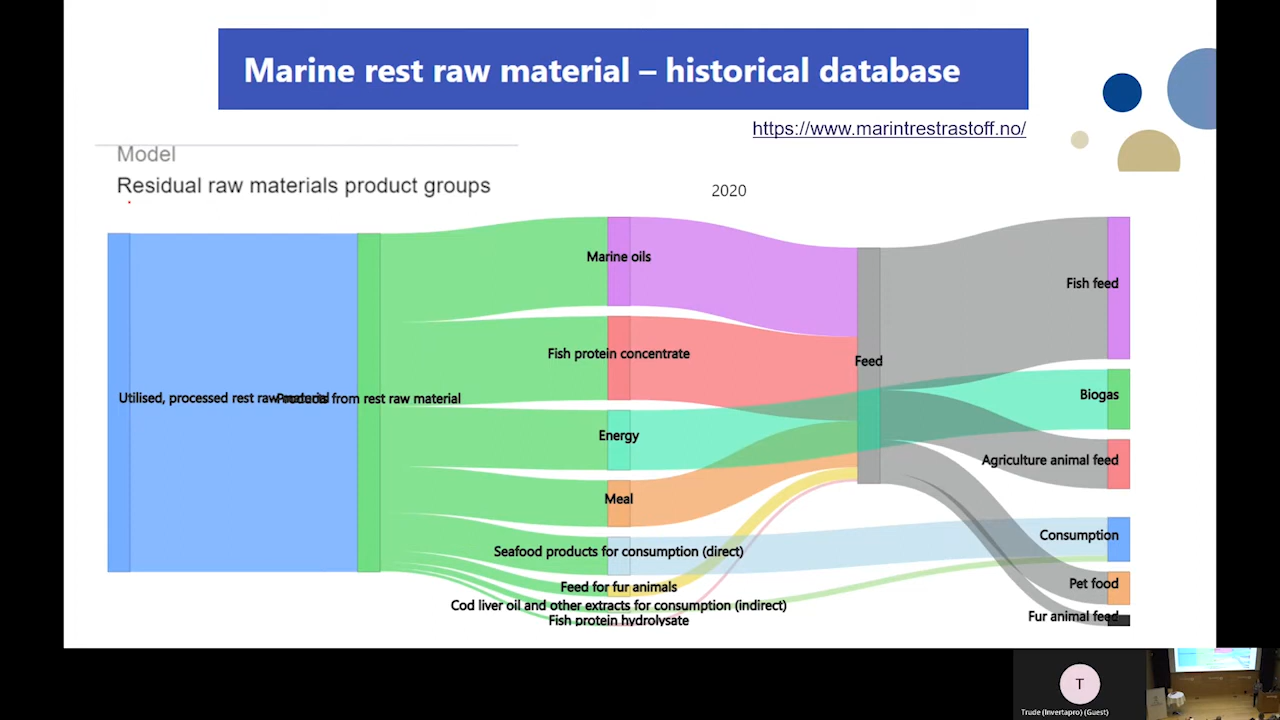 Marine rest raw material – historical database
https://www.marintrestrastoff.no/
Model
Residual raw materials product groups
2020
Marine oils
Fish feed
Fish protein concentrate
Feed
Biogas
Utilised, processed rest raw material
Products from rest raw material
Energy
Agriculture animal feed
Meal
Consumption
Seafood products for consumption (direct)
Feed for fur animals
Pet food
Cod liver oil and other extracts for consumption (indirect)
Fish protein hydrolysate
Fur animal feed
T
Trude (Invertapro) (Guest)